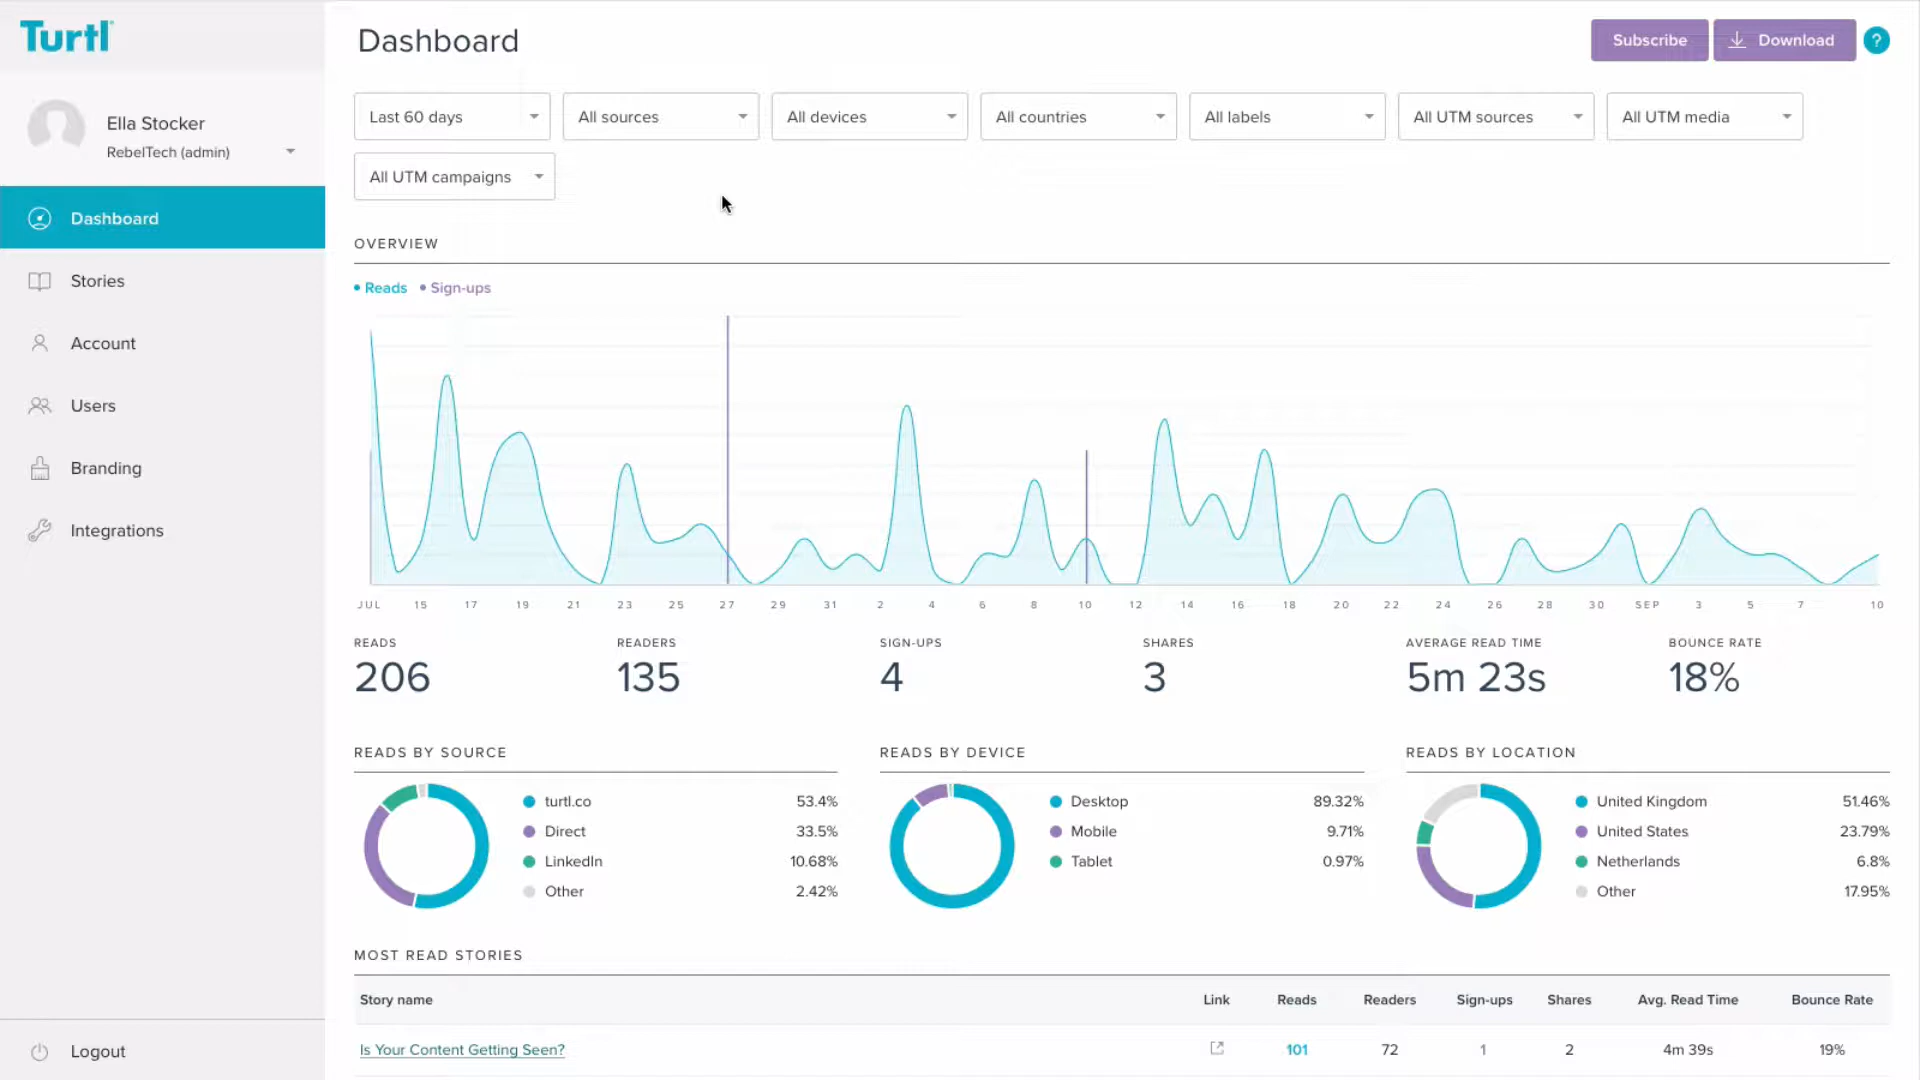 Turtl
Dashboard
Subscribe
Download
?
Ella Stocker
RebelTech (admin)
Last 60 days
All sources
All devices
All countries
All labels
All UTM sources
All UTM media
All UTM campaigns
Dashboard
Stories
Account
Users
Branding
Integrations
Logout
OVERVIEW
Reads Sign-ups
JUL 15 17 19 21 23 25 27 29 31 2 4 6 8 10 12 14 16 18 20 22 24 26 28 30 SEP 3 5 7 10
READS
206
READERS
135
SIGN-UPS
4
SHARES
3
AVERAGE READ TIME
5m 23s
BOUNCE RATE
18%
READS BY SOURCE
turtl.co 53.4%
Direct 33.5%
LinkedIn 10.68%
Other 2.42%
READS BY DEVICE
Desktop 89.32%
Mobile 9.71%
Tablet 0.97%
READS BY LOCATION
United Kingdom 51.46%
United States 23.79%
Netherlands 6.8%
Other 17.95%
MOST READ STORIES
Story name Link Reads Readers Sign-ups Shares Avg. Read Time Bounce Rate
Is Your Content Getting Seen? 101 72 1 2 4m 39s 19%